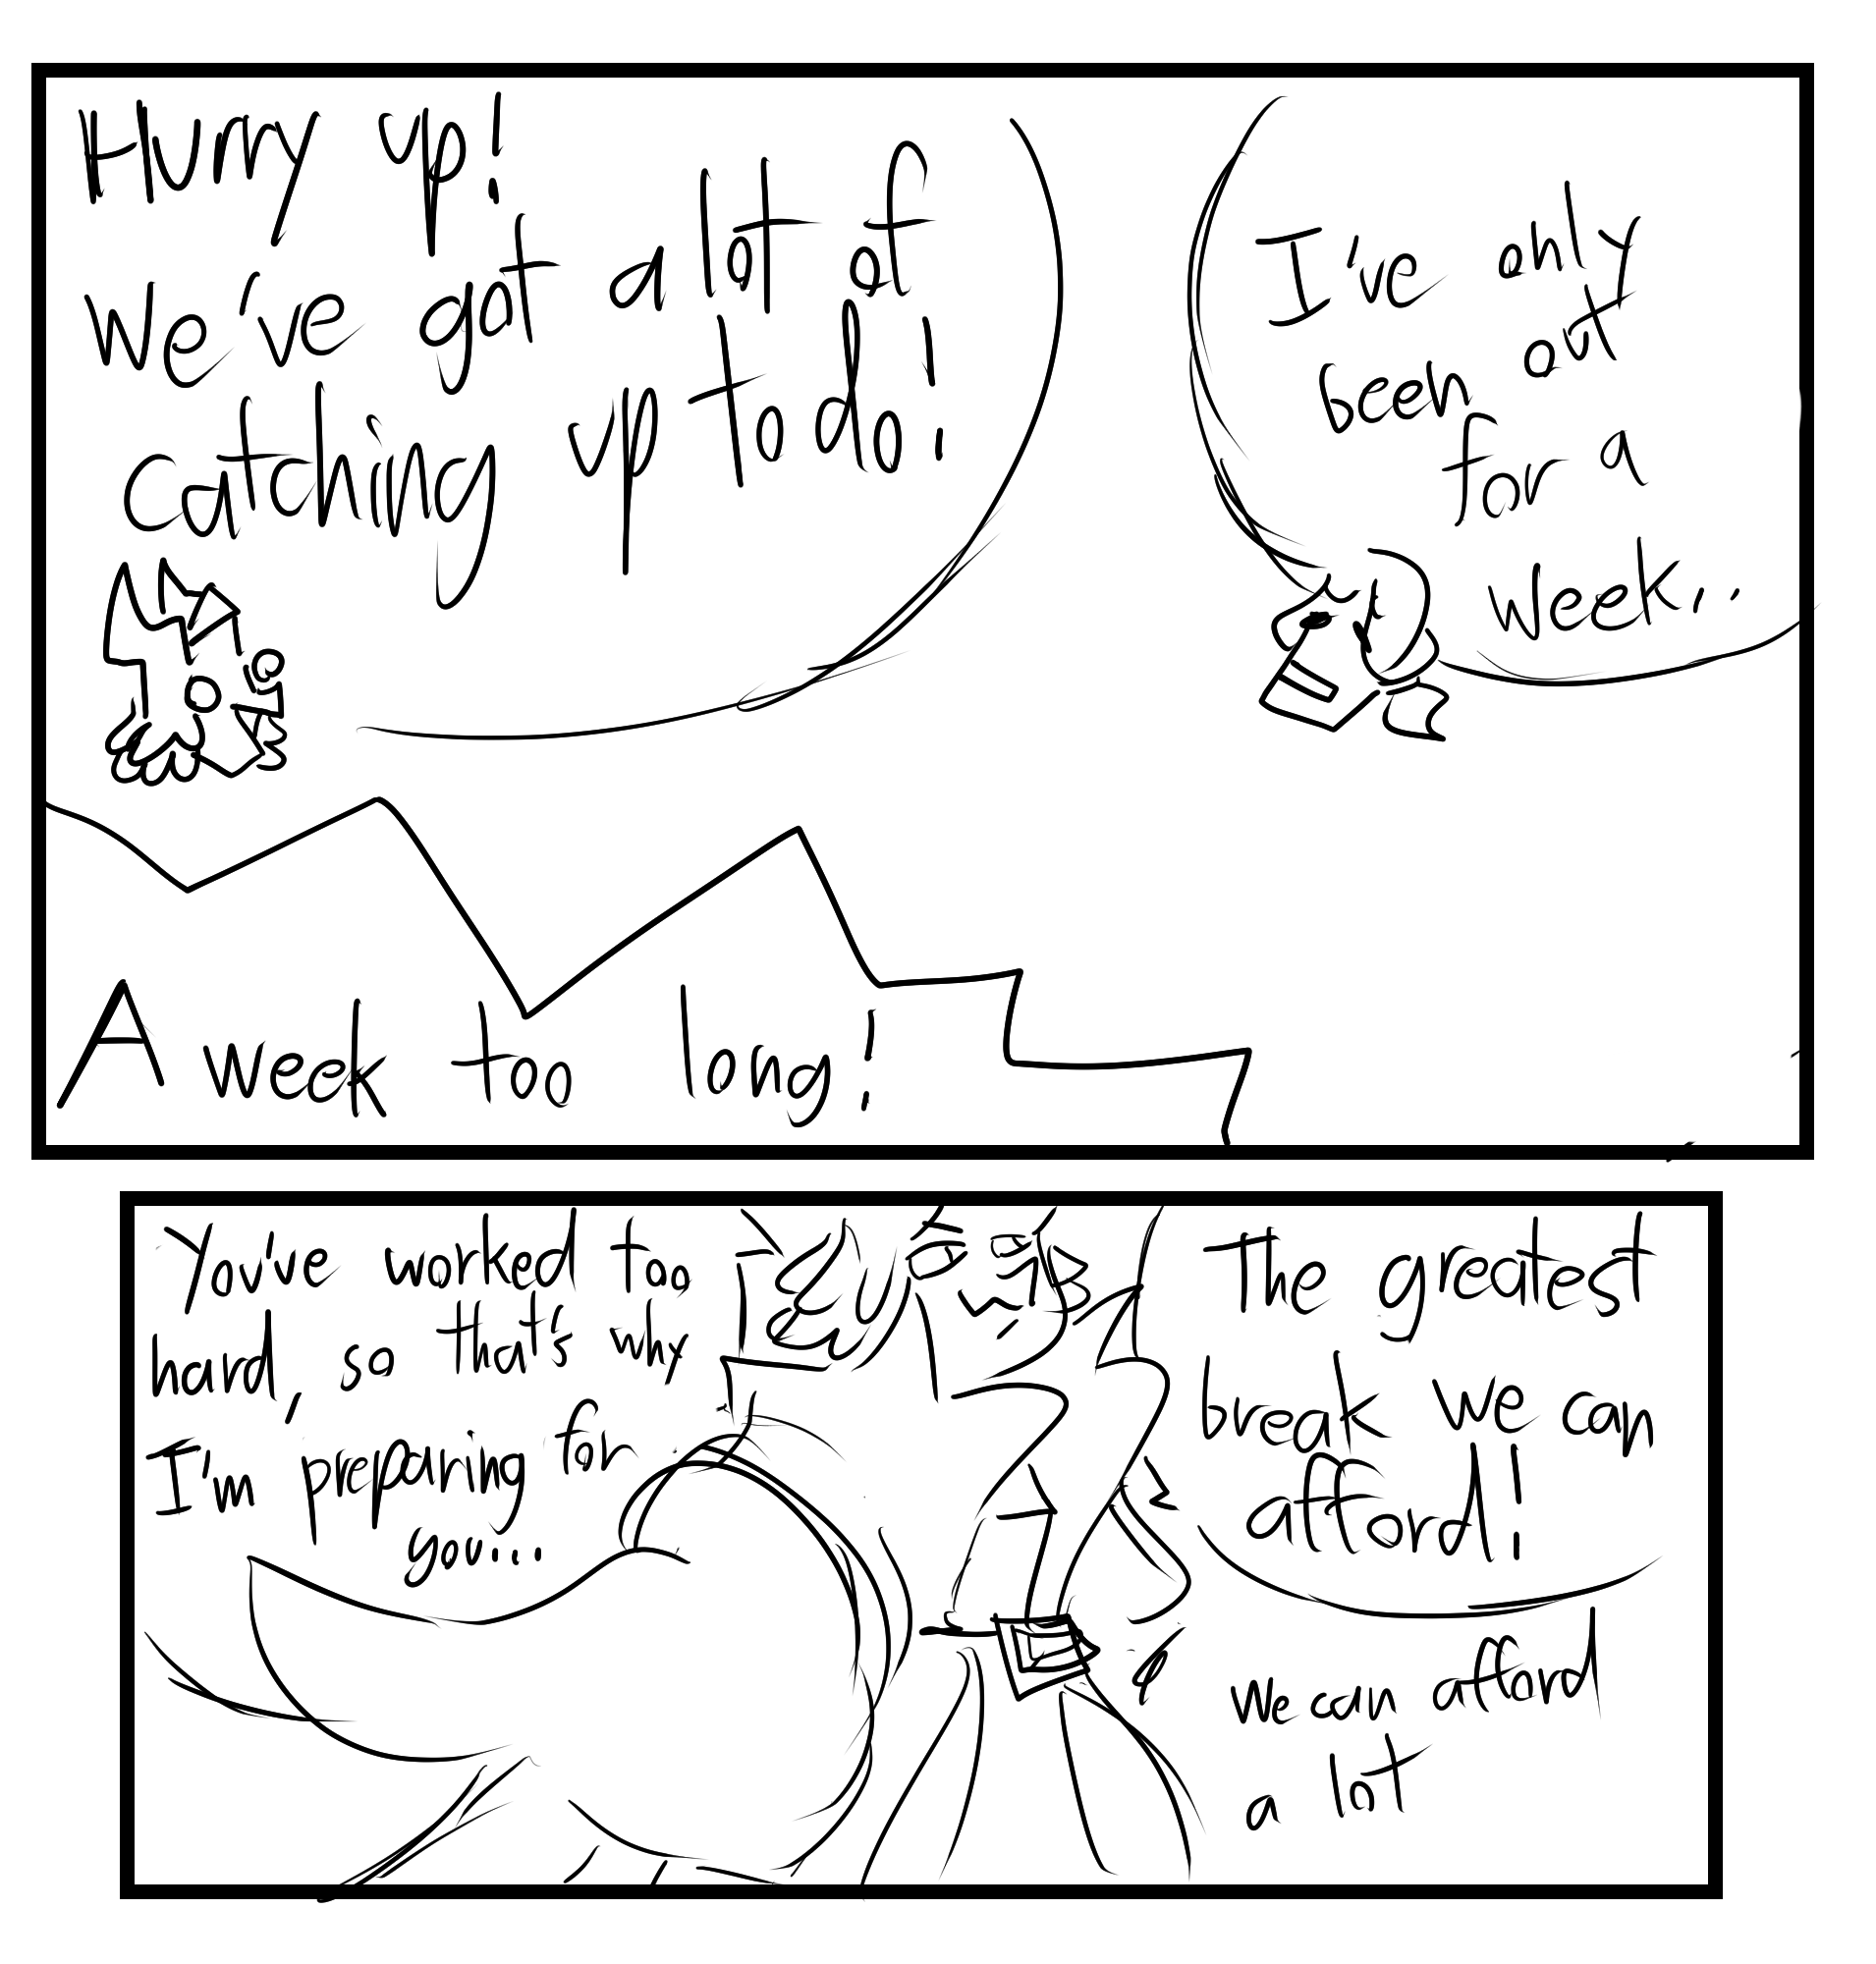 Hurry up!
We've got a lot of
catching up to do!
I've only
been out
for a
week...
A week too long!
You've worked too
hard, so that's why
I'm preparing for
you...
The greatest
break we can
afford!
We can afford
a lot